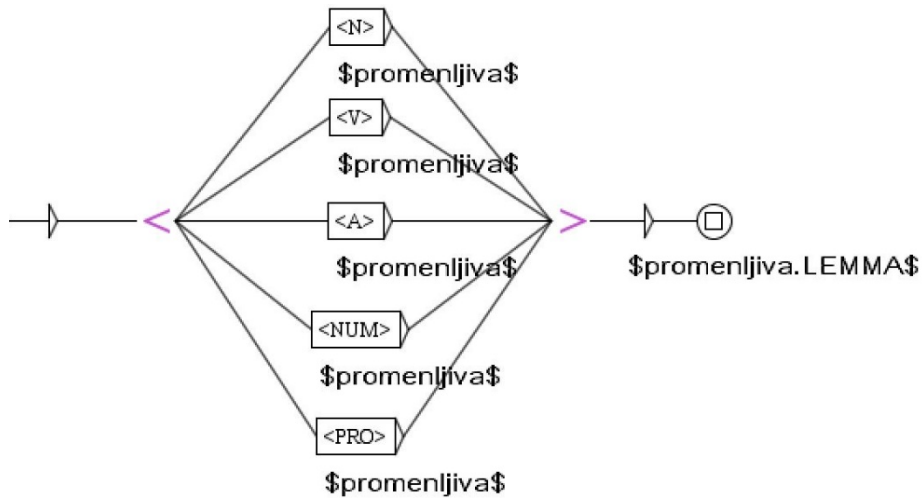 <N>
$promenljiva$
<V>
$promenljiva$
<A>
$promenljiva$
$promenljiva.LEMMA$
<NUM>
$promenljiva$
<PRO>
$promenljiva$